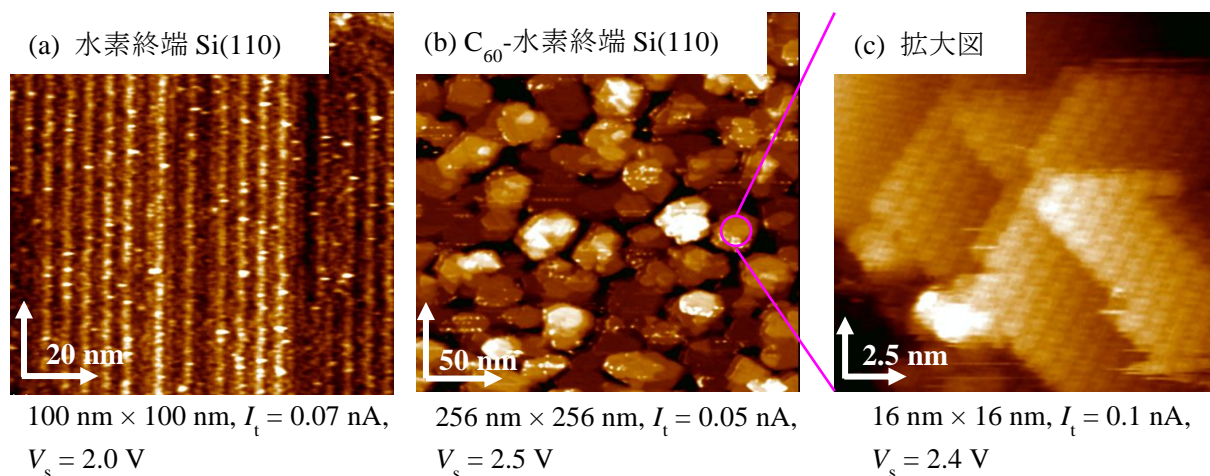 (a) 水素終端 Si(110)
20 nm
100 nm × 100 nm, It = 0.07 nA,
Vs = 2.0 V
(b) C60-水素終端 Si(110)
50 nm
256 nm × 256 nm, It = 0.05 nA,
Vs = 2.5 V
(c) 拡大図
2.5 nm
16 nm × 16 nm, It = 0.1 nA,
Vs = 2.4 V